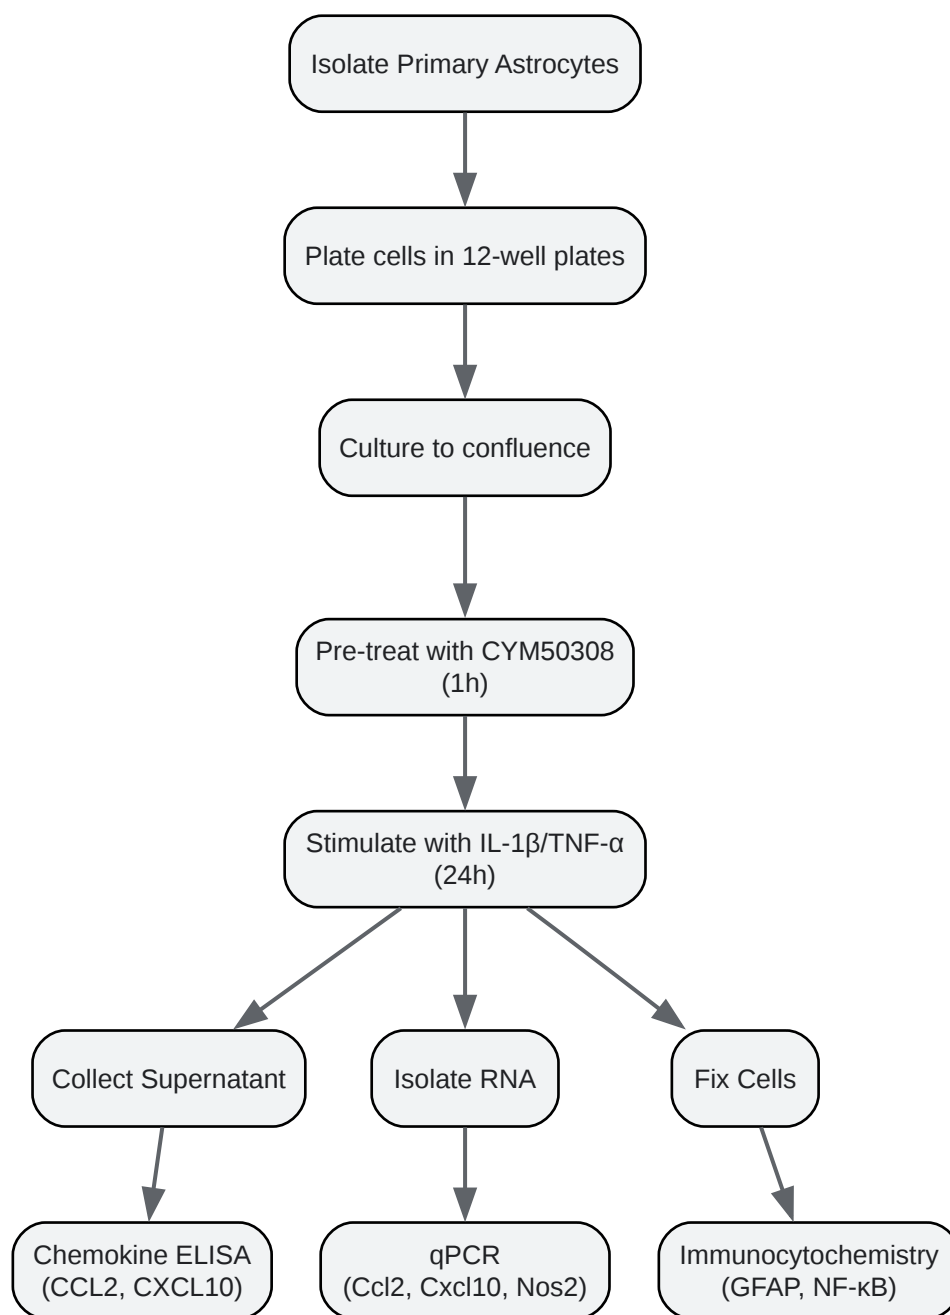 Isolate Primary Astrocytes
Plate cells in 12-well plates
Culture to confluence
Pre-treat with CYM50308
(1h)
Stimulate with IL-1β/TNF-α
(24h)
Collect Supernatant
Isolate RNA
Fix Cells
Chemokine ELISA
(CCL2, CXCL10)
qPCR
(Ccl2, Cxcl10, Nos2)
Immunocytochemistry
(GFAP, NF-κB)